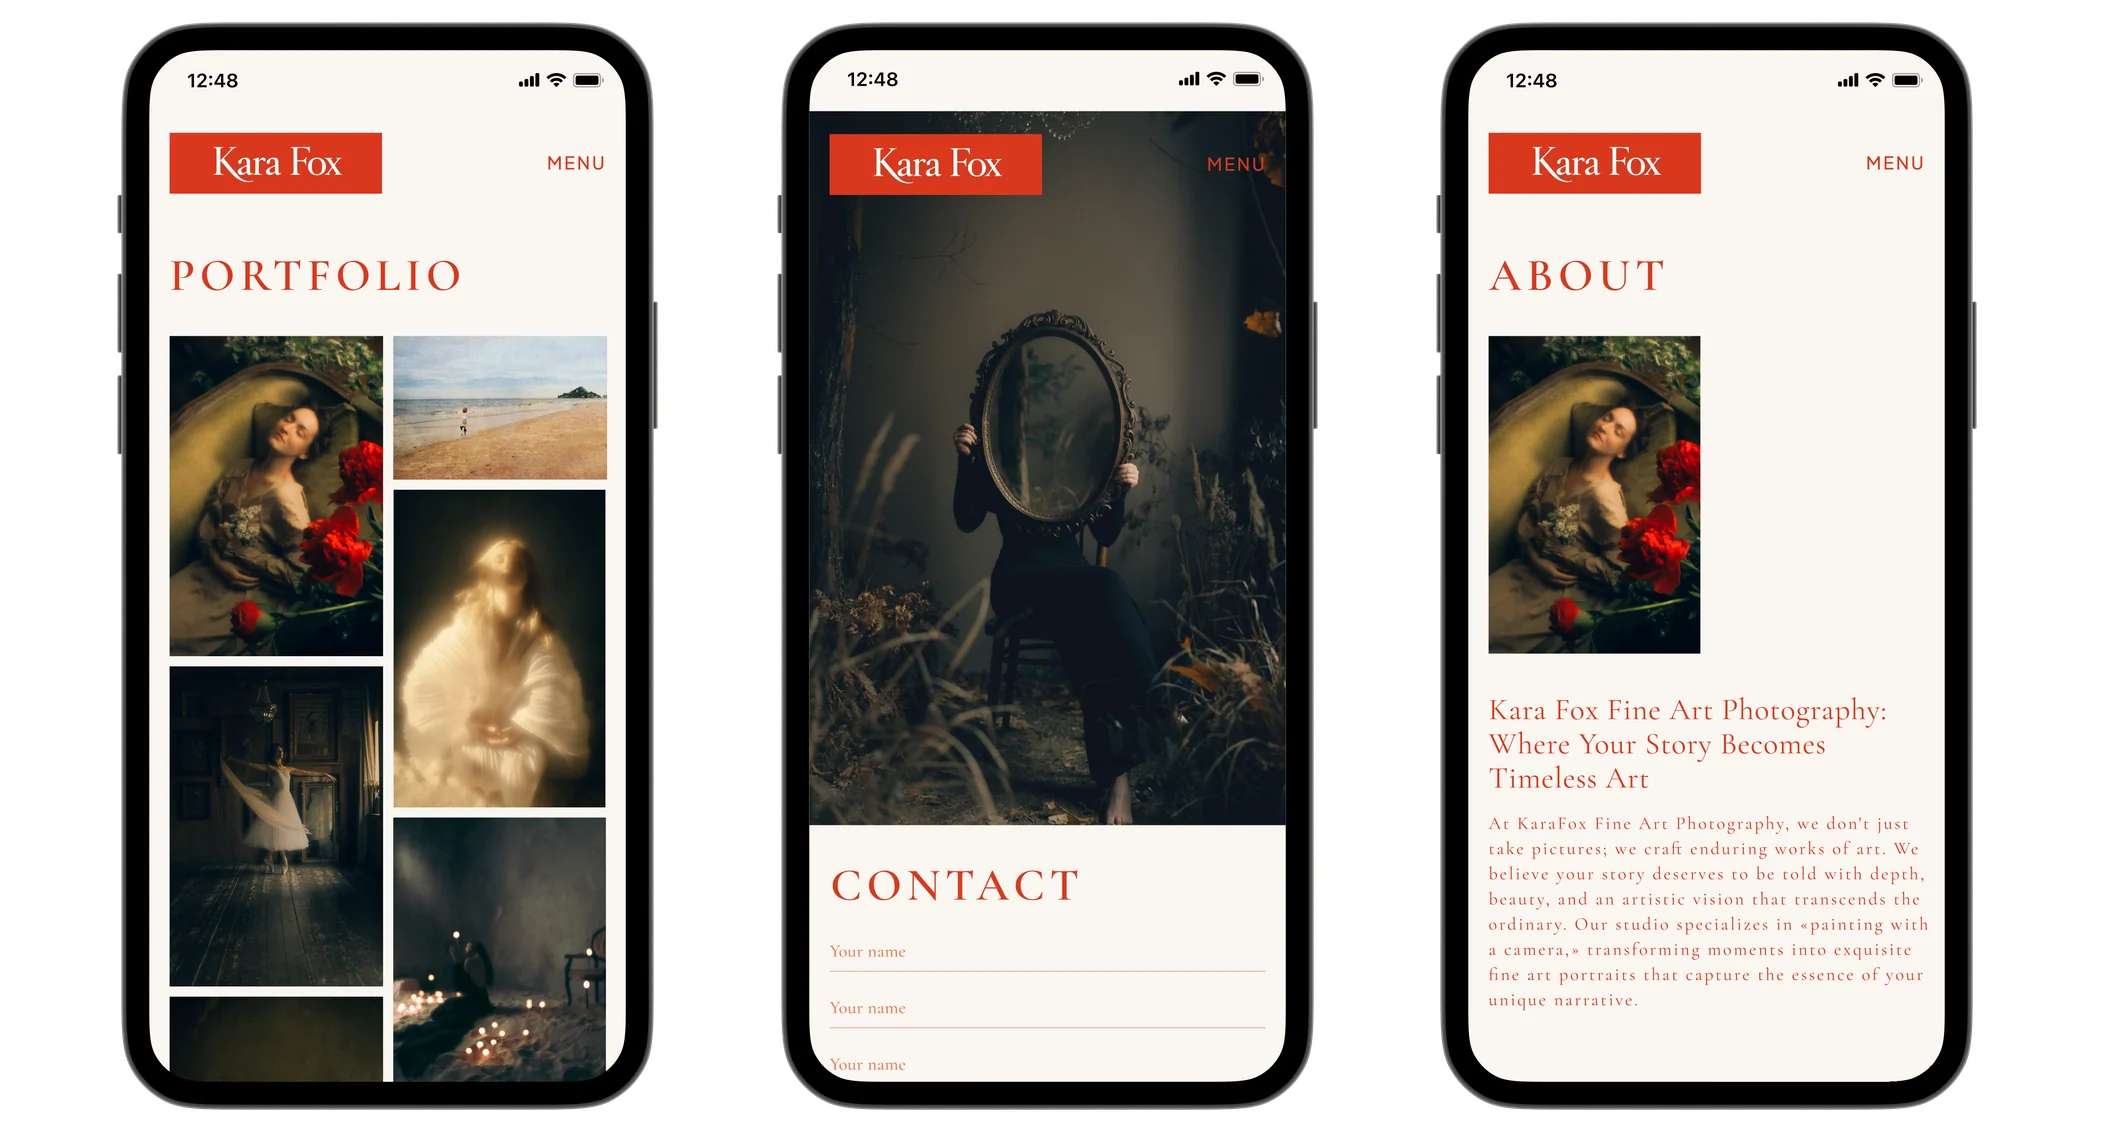 12:48
Kara Fox
MENU
PORTFOLIO
12:48
Kara Fox
MENU
CONTACT
Your name
Your name
Your name
12:48
Kara Fox
MENU
ABOUT
Kara Fox Fine Art Photography:
Where Your Story Becomes
Timeless Art
At KaraFox Fine Art Photography, we don't just
take pictures; we craft enduring works of art. We
believe your story deserves to be told with depth,
beauty, and an artistic vision that transcends the
ordinary. Our studio specializes in «painting with
a camera,» transforming moments into exquisite
fine art portraits that capture the essence of your
unique narrative.